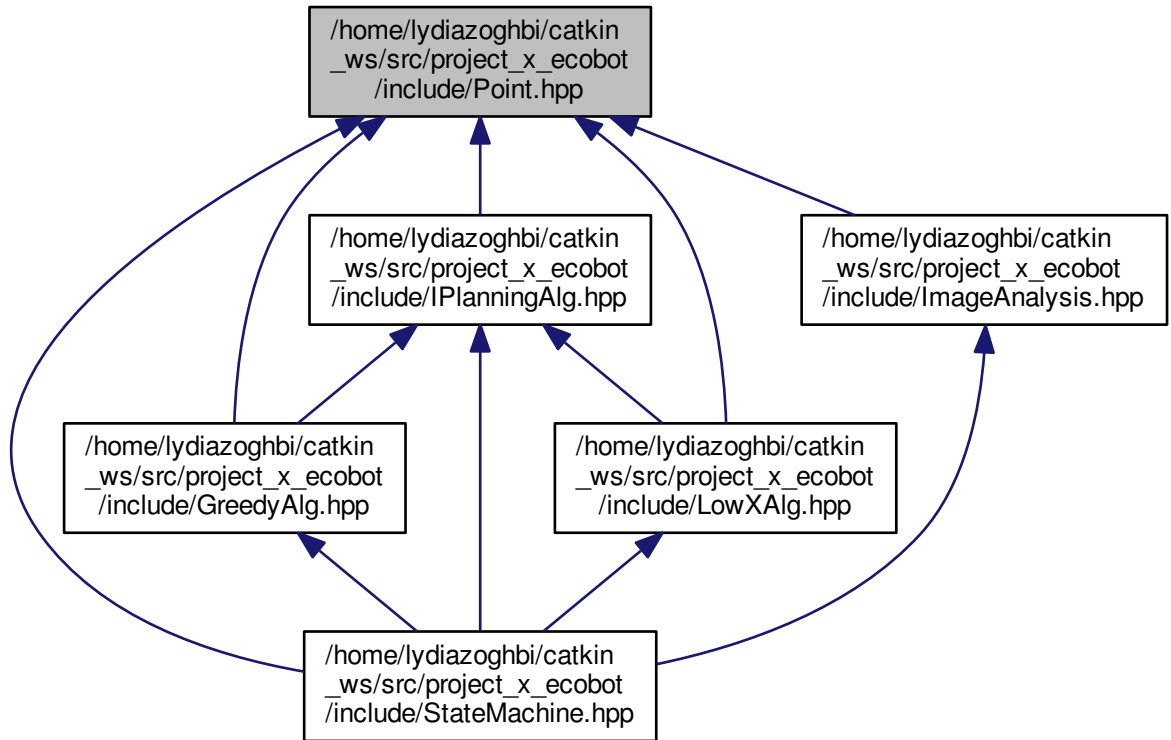 /home/lydiazoghbi/catkin
_ws/src/project_x_ecobot
/include/Point.hpp
/home/lydiazoghbi/catkin
_ws/src/project_x_ecobot
/include/IPlanningAlg.hpp
/home/lydiazoghbi/catkin
_ws/src/project_x_ecobot
/include/ImageAnalysis.hpp
/home/lydiazoghbi/catkin
_ws/src/project_x_ecobot
/include/GreedyAlg.hpp
/home/lydiazoghbi/catkin
_ws/src/project_x_ecobot
/include/LowXAlg.hpp
/home/lydiazoghbi/catkin
_ws/src/project_x_ecobot
/include/StateMachine.hpp